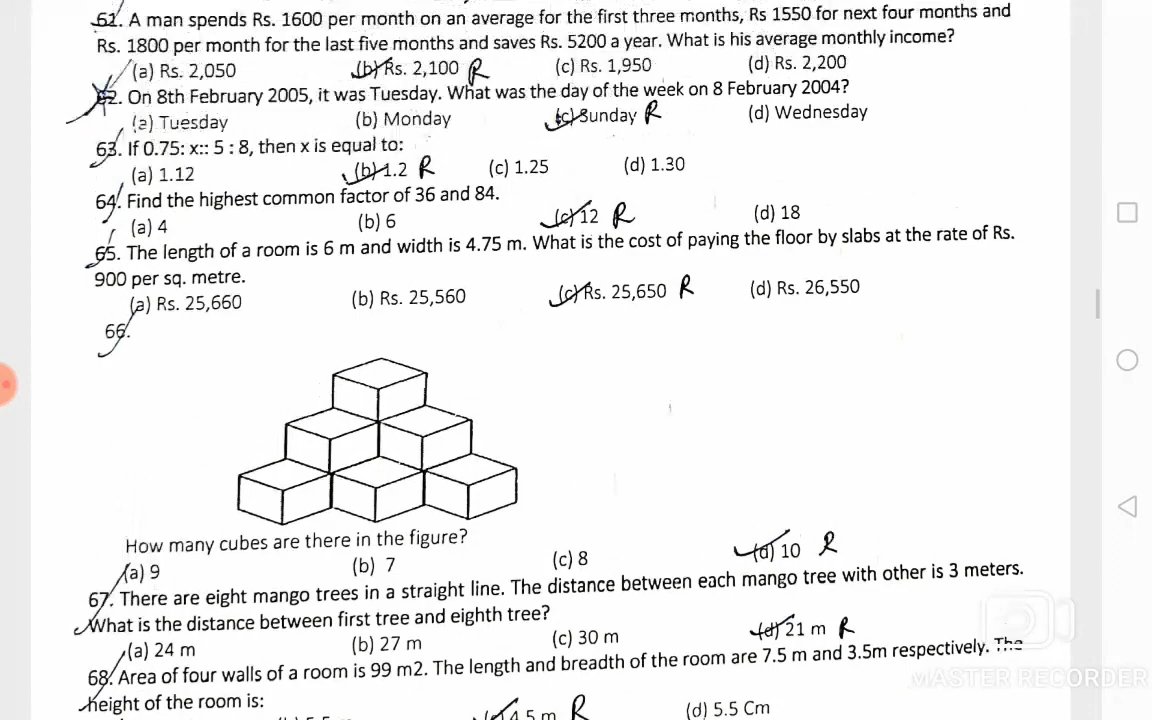 61. A man spends Rs. 1600 per month on an average for the first three months, Rs 1550 for next four months and
Rs. 1800 per month for the last five months and saves Rs. 5200 a year. What is his average monthly income?
(a) Rs. 2,050 (b) Rs. 2,100 R (c) Rs. 1,950 (d) Rs. 2,200
62. On 8th February 2005, it was Tuesday. What was the day of the week on 8 February 2004?
(a) Tuesday (b) Monday (c) Sunday R (d) Wednesday
63. If 0.75: x:: 5 : 8, then x is equal to:
(a) 1.12 (b) 1.2 R (c) 1.25 (d) 1.30
64. Find the highest common factor of 36 and 84.
(a) 4 (b) 6 (c) 12 R (d) 18
65. The length of a room is 6 m and width is 4.75 m. What is the cost of paying the floor by slabs at the rate of Rs.
900 per sq. metre.
(a) Rs. 25,660 (b) Rs. 25,560 (c) Rs. 25,650 R (d) Rs. 26,550
66.
How many cubes are there in the figure?
(a) 9 (b) 7 (c) 8 (d) 10 R
67. There are eight mango trees in a straight line. The distance between each mango tree with other is 3 meters.
What is the distance between first tree and eighth tree?
(a) 24 m (b) 27 m (c) 30 m (d) 21 m R
68. Area of four walls of a room is 99 m2. The length and breadth of the room are 7.5 m and 3.5m respectively. The
height of the room is:
4.5 m R (d) 5.5 Cm
MASTER RECORDER